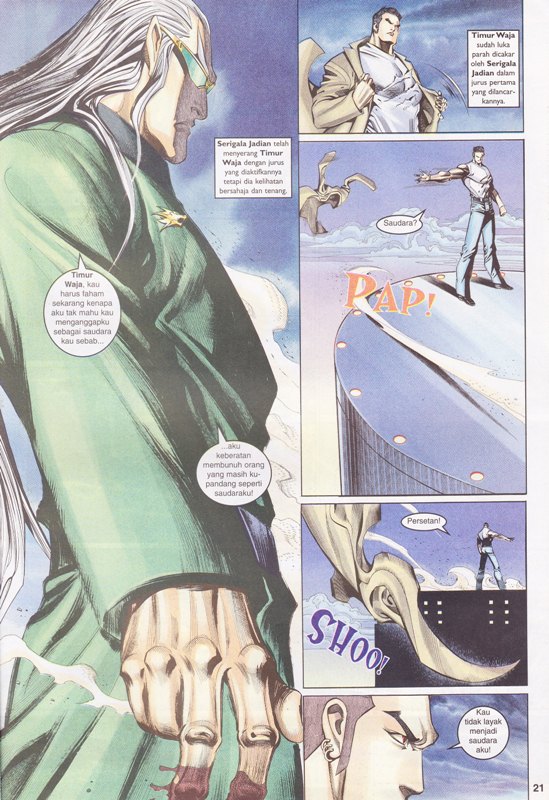 Serigala Jadian telah
menyerang Timur
Waja dengan jurus
yang diaktifkannya
tetapi dia kelihatan
bersahaja dan tenang.
Timur
Waja, kau
harus faham
sekarang kenapa
aku tak mahu kau
menganggapku
sebagai saudara
kau sebab...
...aku
keberatan
membunuh orang
yang masih ku-
pandang seperti
saudaraku!
Timur Waja
sudah luka
parah dicakar
oleh Serigala
Jadian dalam
jurus pertama
yang dilancar-
kannya.
Saudara?
PAP!
Persetan!
SHOO!
Kau
tidak layak
menjadi
saudara
aku!
21